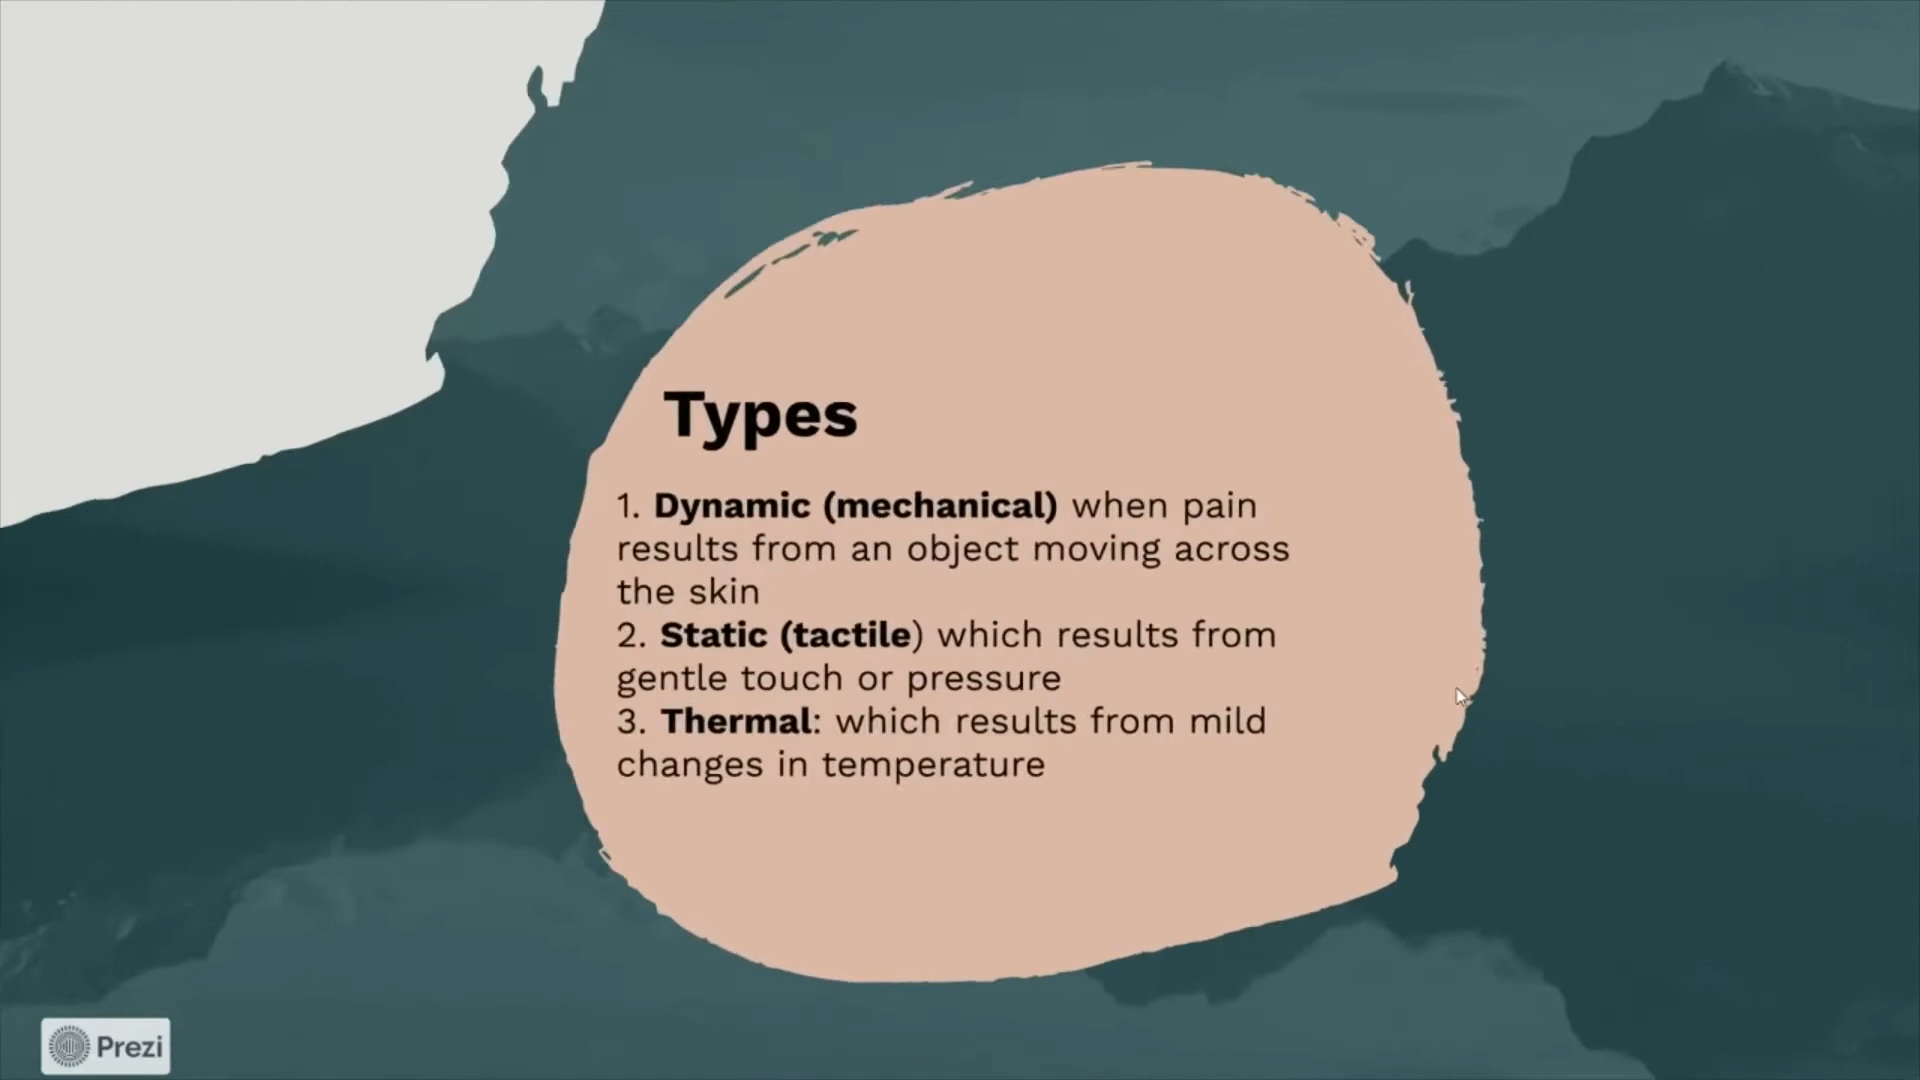 Types
1. Dynamic (mechanical) when pain
results from an object moving across
the skin
2. Static (tactile) which results from
gentle touch or pressure
3. Thermal: which results from mild
changes in temperature
Prezi